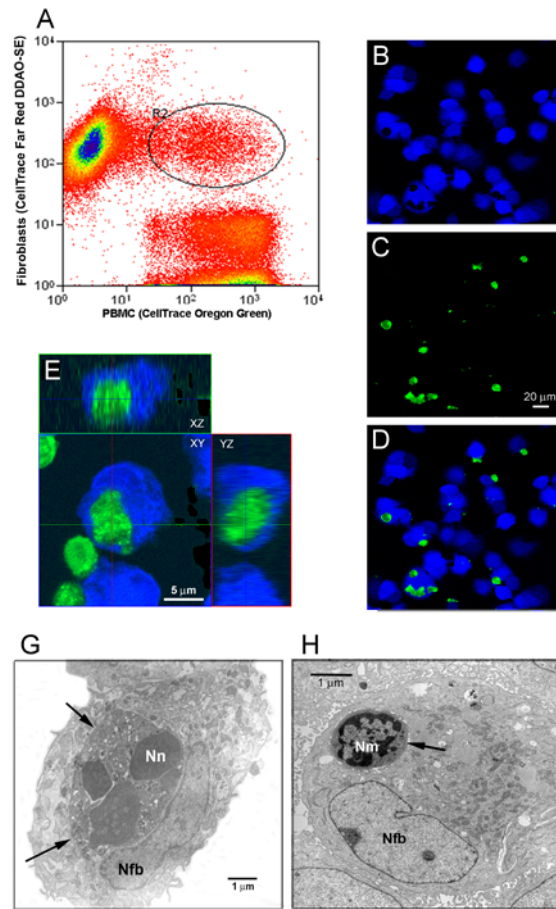 A
Fibroblasts (CellTrace Far Red DDAO-SE)
10⁴
10³
10²
10¹
1
R2
10⁰ 10¹ 10² 10³ 10⁴
PBMC (CellTrace Oregon Green)
B
C
20 μm
D
E
XZ
XY
YZ
5 μm
G
Nn
Nfb
1 μm
H
1 μm
Nm
Nfb